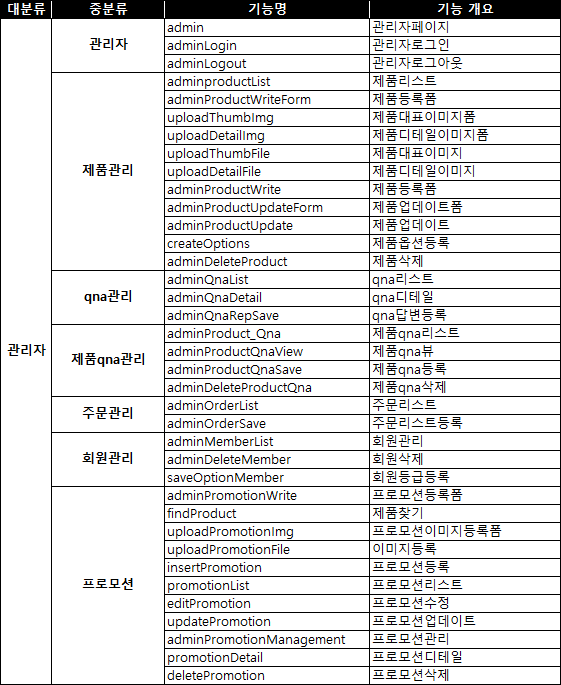 대분류 중분류 기능명 기능 개요
관리자
관리자
admin 관리자페이지
adminLogin 관리자로그인
adminLogout 관리자로그아웃
제품관리
adminproductList 제품리스트
adminProductWriteForm 제품등록폼
uploadThumbImg 제품대표이미지폼
uploadDetailImg 제품디테일이미지폼
uploadThumbFile 제품대표이미지
uploadDetailFile 제품디테일이미지
adminProductWrite 제품등록폼
adminProductUpdateForm 제품업데이트폼
adminProductUpdate 제품업데이트
createOptions 제품옵션등록
adminDeleteProduct 제품삭제
qna관리
adminQnaList qna리스트
adminQnaDetail qna디테일
adminQnaRepSave qna답변등록
제품qna관리
adminProduct_Qna 제품qna리스트
adminProductQnaView 제품qna뷰
adminProductQnaSave 제품qna등록
adminDeleteProductQna 제품qna삭제
주문관리
adminOrderList 주문리스트
adminOrderSave 주문리스트등록
회원관리
adminMemberList 회원관리
adminDeleteMember 회원삭제
saveOptionMember 회원등급등록
프로모션
adminPromotionWrite 프로모션등록폼
findProduct 제품찾기
uploadPromotionImg 프로모션이미지등록폼
uploadPromotionFile 이미지등록
insertPromotion 프로모션등록
promotionList 프로모션리스트
editPromotion 프로모션수정
updatePromotion 프로모션업데이트
adminPromotionManagement 프로모션관리
promotionDetail 프로모션디테일
deletePromotion 프로모션삭제